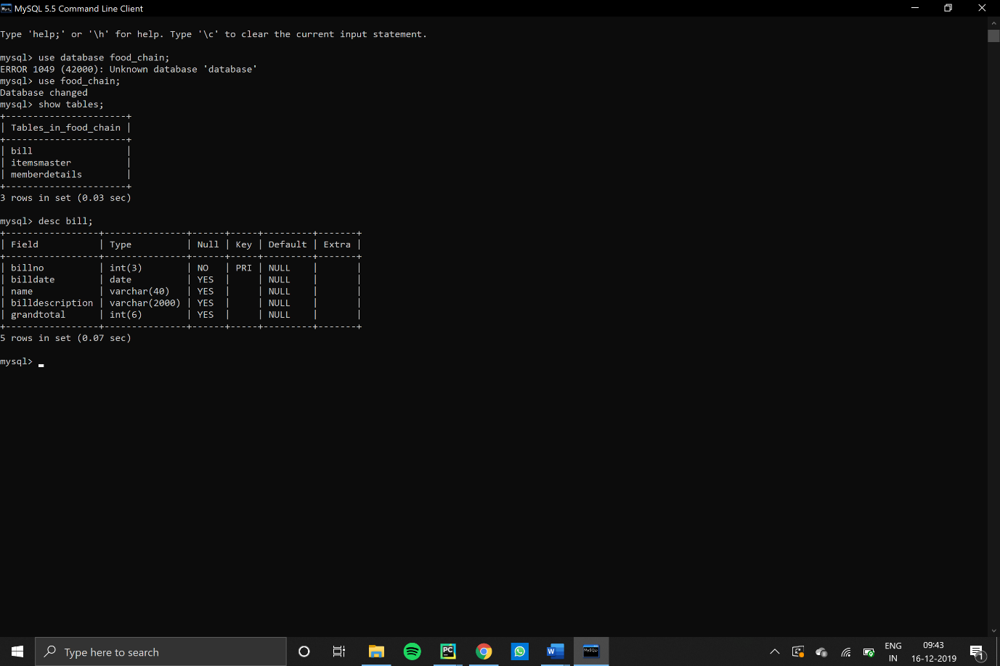 MySQL 5.5 Command Line Client
Type 'help;' or '\h' for help. Type '\c' to clear the current input statement.
mysql> use database food_chain;
ERROR 1049 (42000): Unknown database 'database'
mysql> use food_chain;
Database changed
mysql> show tables;
+----------------------+
| Tables_in_food_chain |
+----------------------+
| bill                 |
| itemsmaster          |
| memberdetails        |
+----------------------+
3 rows in set (0.03 sec)
mysql> desc bill;
+-----------------+---------------+------+-----+---------+-------+
| Field           | Type          | Null | Key | Default | Extra |
+-----------------+---------------+------+-----+---------+-------+
| billno          | int(3)        | NO   | PRI | NULL    |       |
| billdate        | date          | YES  |     | NULL    |       |
| name            | varchar(40)   | YES  |     | NULL    |       |
| billdescription | varchar(2000) | YES  |     | NULL    |       |
| grandtotal      | int(6)        | YES  |     | NULL    |       |
+-----------------+---------------+------+-----+---------+-------+
5 rows in set (0.07 sec)
mysql> _
Type here to search
PC
W
MySQL
ENG
IN
09:43
16-12-2019
1